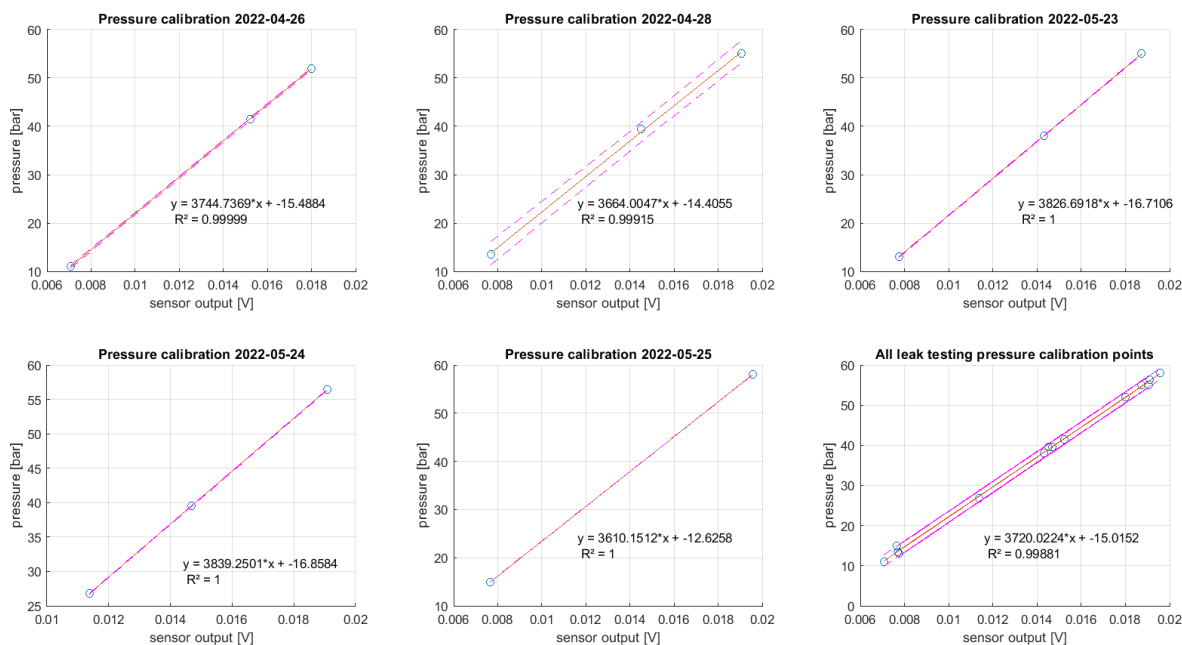 Pressure calibration 2022-04-26
60
50
40
30
20
10
pressure [bar]
y = 3744.7369*x + -15.4884
R² = 0.99999
0.006 0.008 0.01 0.012 0.014 0.016 0.018 0.02
sensor output [V]
Pressure calibration 2022-04-28
60
50
40
30
20
10
pressure [bar]
y = 3664.0047*x + -14.4055
R² = 0.99915
0.006 0.008 0.01 0.012 0.014 0.016 0.018 0.02
sensor output [V]
Pressure calibration 2022-05-23
60
50
40
30
20
10
pressure [bar]
y = 3826.6918*x + -16.7106
R² = 1
0.006 0.008 0.01 0.012 0.014 0.016 0.018 0.02
sensor output [V]
Pressure calibration 2022-05-24
60
55
50
45
40
35
30
25
pressure [bar]
y = 3839.2501*x + -16.8584
R² = 1
0.01 0.012 0.014 0.016 0.018 0.02
sensor output [V]
Pressure calibration 2022-05-25
60
50
40
30
20
10
pressure [bar]
y = 3610.1512*x + -12.6258
R² = 1
0.006 0.008 0.01 0.012 0.014 0.016 0.018 0.02
sensor output [V]
All leak testing pressure calibration points
60
50
40
30
20
10
0
pressure [bar]
y = 3720.0224*x + -15.0152
R² = 0.99881
0.006 0.008 0.01 0.012 0.014 0.016 0.018 0.02
sensor output [V]